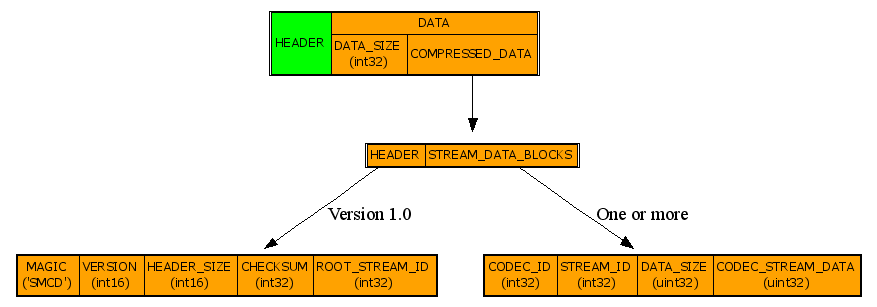 DATA
HEADER
DATA_SIZE
(int32)
COMPRESSED_DATA
HEADER
STREAM_DATA_BLOCKS
Version 1.0
One or more
MAGIC
('SMCD')
VERSION
(int16)
HEADER_SIZE
(int16)
CHECKSUM
(int32)
ROOT_STREAM_ID
(int32)
CODEC_ID
(int32)
STREAM_ID
(int32)
DATA_SIZE
(uint32)
CODEC_STREAM_DATA
(uint32)